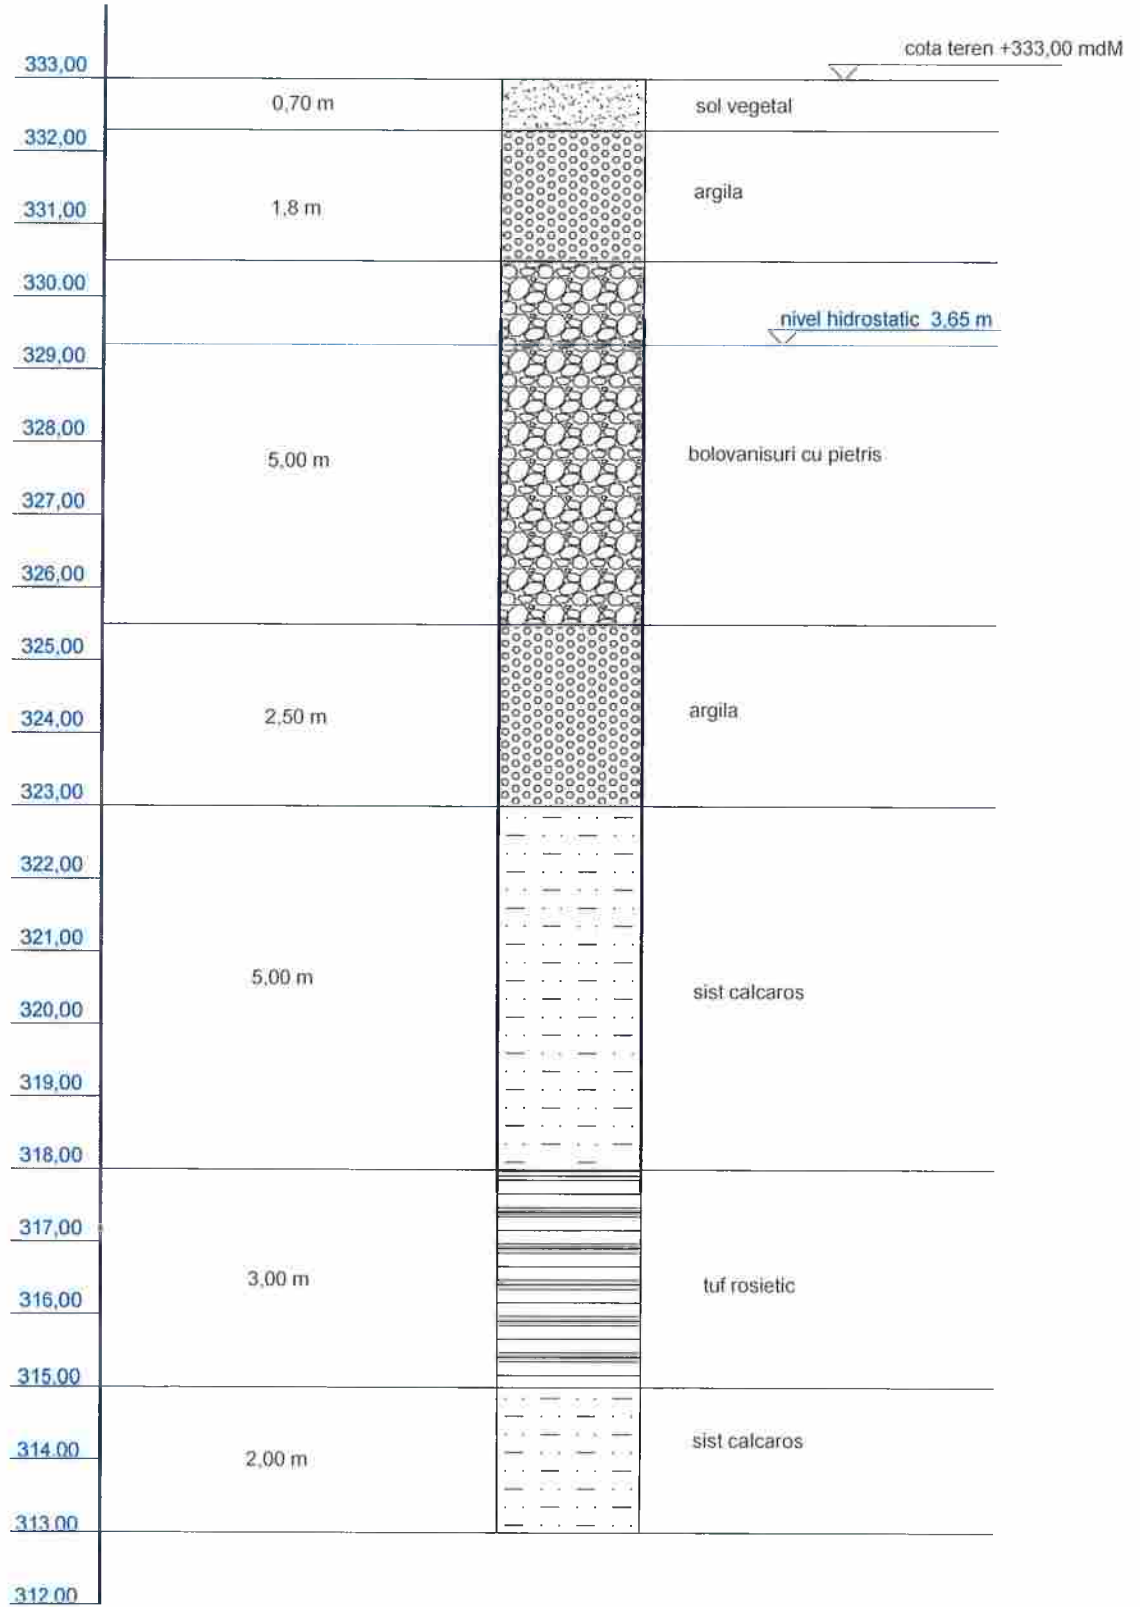 cota teren +333,00 mdM
333,00
0,70 m
sol vegetal
332,00
argila
1,8 m
331,00
330.00
nivel hidrostatic 3,65 m
329,00
328,00
5,00 m
bolovanisuri cu pietris
327,00
326,00
325,00
324,00
2,50 m
argila
323,00
322,00
321,00
5,00 m
sist calcaros
320,00
319,00
318,00
317,00
3,00 m
tuf rosietic
316,00
315.00
314.00
2,00 m
sist calcaros
313.00
312.00